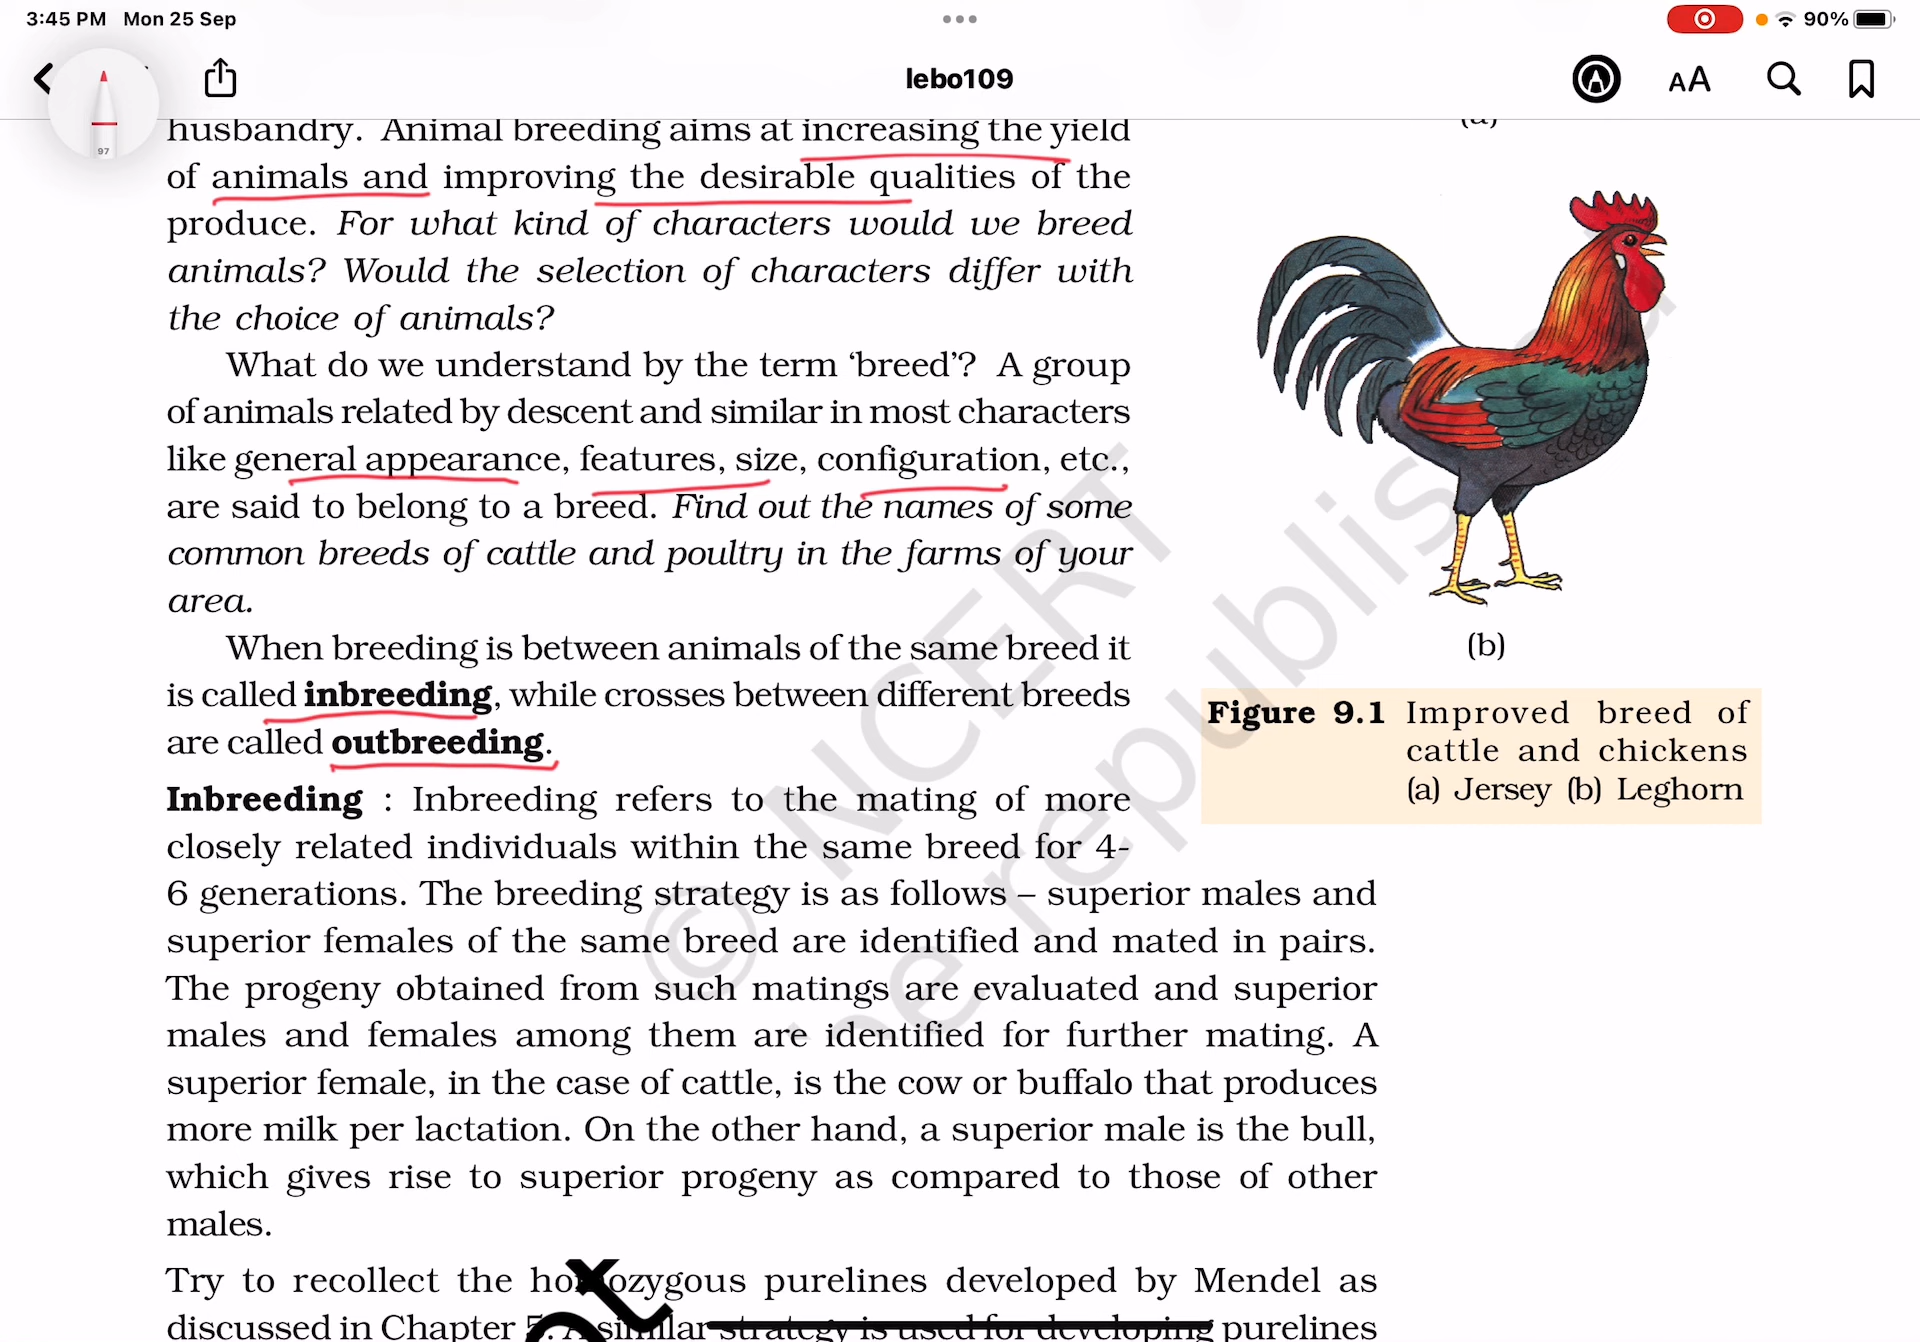 3:45 PM Mon 25 Sep
90%
lebo109
AA
97
husbandry. Animal breeding aims at increasing the yield
of animals and improving the desirable qualities of the
produce. For what kind of characters would we breed
animals? Would the selection of characters differ with
the choice of animals?
What do we understand by the term ‘breed’? A group
of animals related by descent and similar in most characters
like general appearance, features, size, configuration, etc.,
are said to belong to a breed. Find out the names of some
common breeds of cattle and poultry in the farms of your
area.
When breeding is between animals of the same breed it
is called inbreeding, while crosses between different breeds
are called outbreeding.
Inbreeding : Inbreeding refers to the mating of more
closely related individuals within the same breed for 4-
6 generations. The breeding strategy is as follows – superior males and
superior females of the same breed are identified and mated in pairs.
The progeny obtained from such matings are evaluated and superior
males and females among them are identified for further mating. A
superior female, in the case of cattle, is the cow or buffalo that produces
more milk per lactation. On the other hand, a superior male is the bull,
which gives rise to superior progeny as compared to those of other
males.
Try to recollect the homozygous purelines developed by Mendel as
discussed in Chapter 5. A similar strategy is used for developing purelines
(a)
(b)
Figure 9.1 Improved breed of
cattle and chickens
(a) Jersey (b) Leghorn
© NCERT
be republis